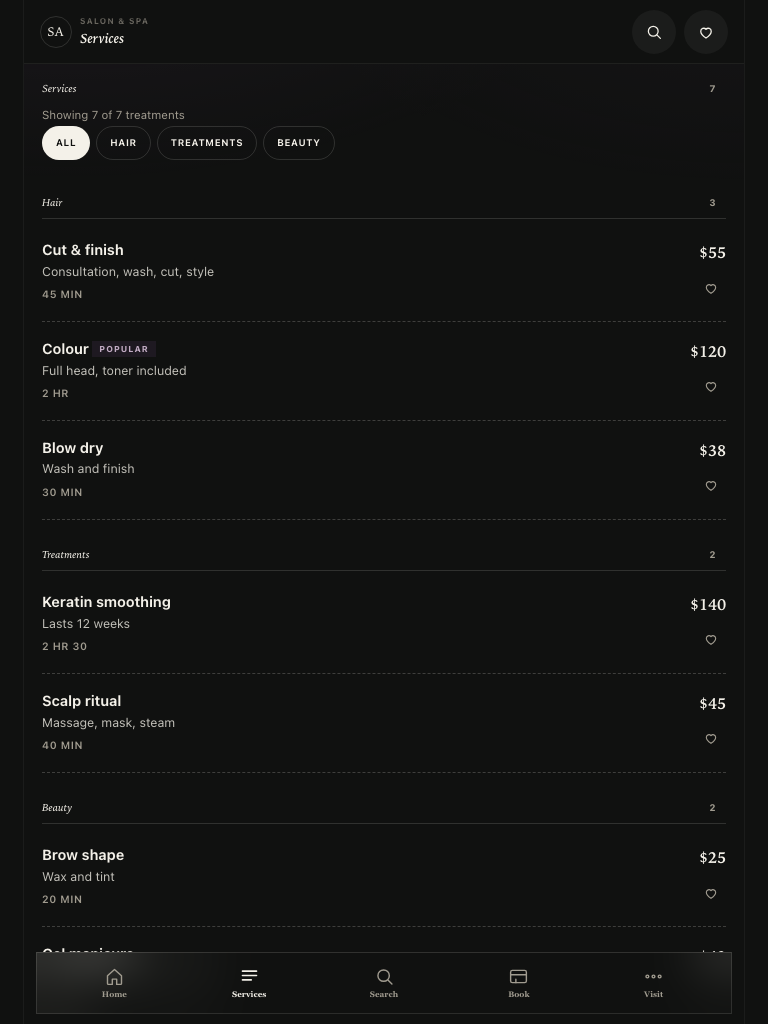 SA
SALON & SPA
Services
Services 7
Showing 7 of 7 treatments
ALL HAIR TREATMENTS BEAUTY
Hair 3
Cut & finish $55
Consultation, wash, cut, style
45 MIN
Colour POPULAR $120
Full head, toner included
2 HR
Blow dry $38
Wash and finish
30 MIN
Treatments 2
Keratin smoothing $140
Lasts 12 weeks
2 HR 30
Scalp ritual $45
Massage, mask, steam
40 MIN
Beauty 2
Brow shape $25
Wax and tint
20 MIN
Home Services Search Book Visit